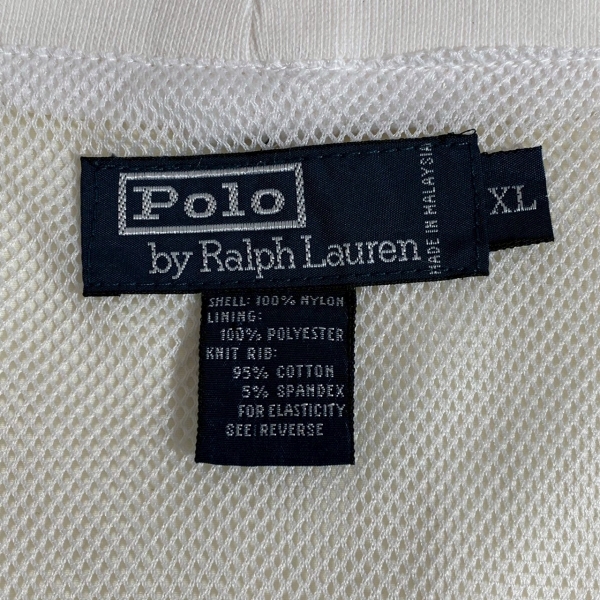 Polo
by Ralph Lauren
MADE IN MALAYSIA
XL
SHELL: 100% NYLON
LINING:
100% POLYESTER
KNIT RIB:
95% COTTON
5% SPANDEX
FOR ELASTICITY
SEE REVERSE